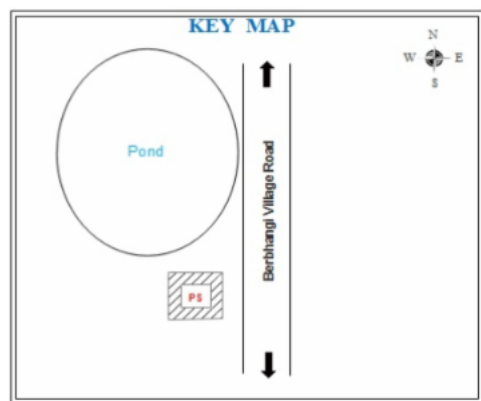 KEY MAP
N
W E
S
Pond
Berbhangi Village Road
PS